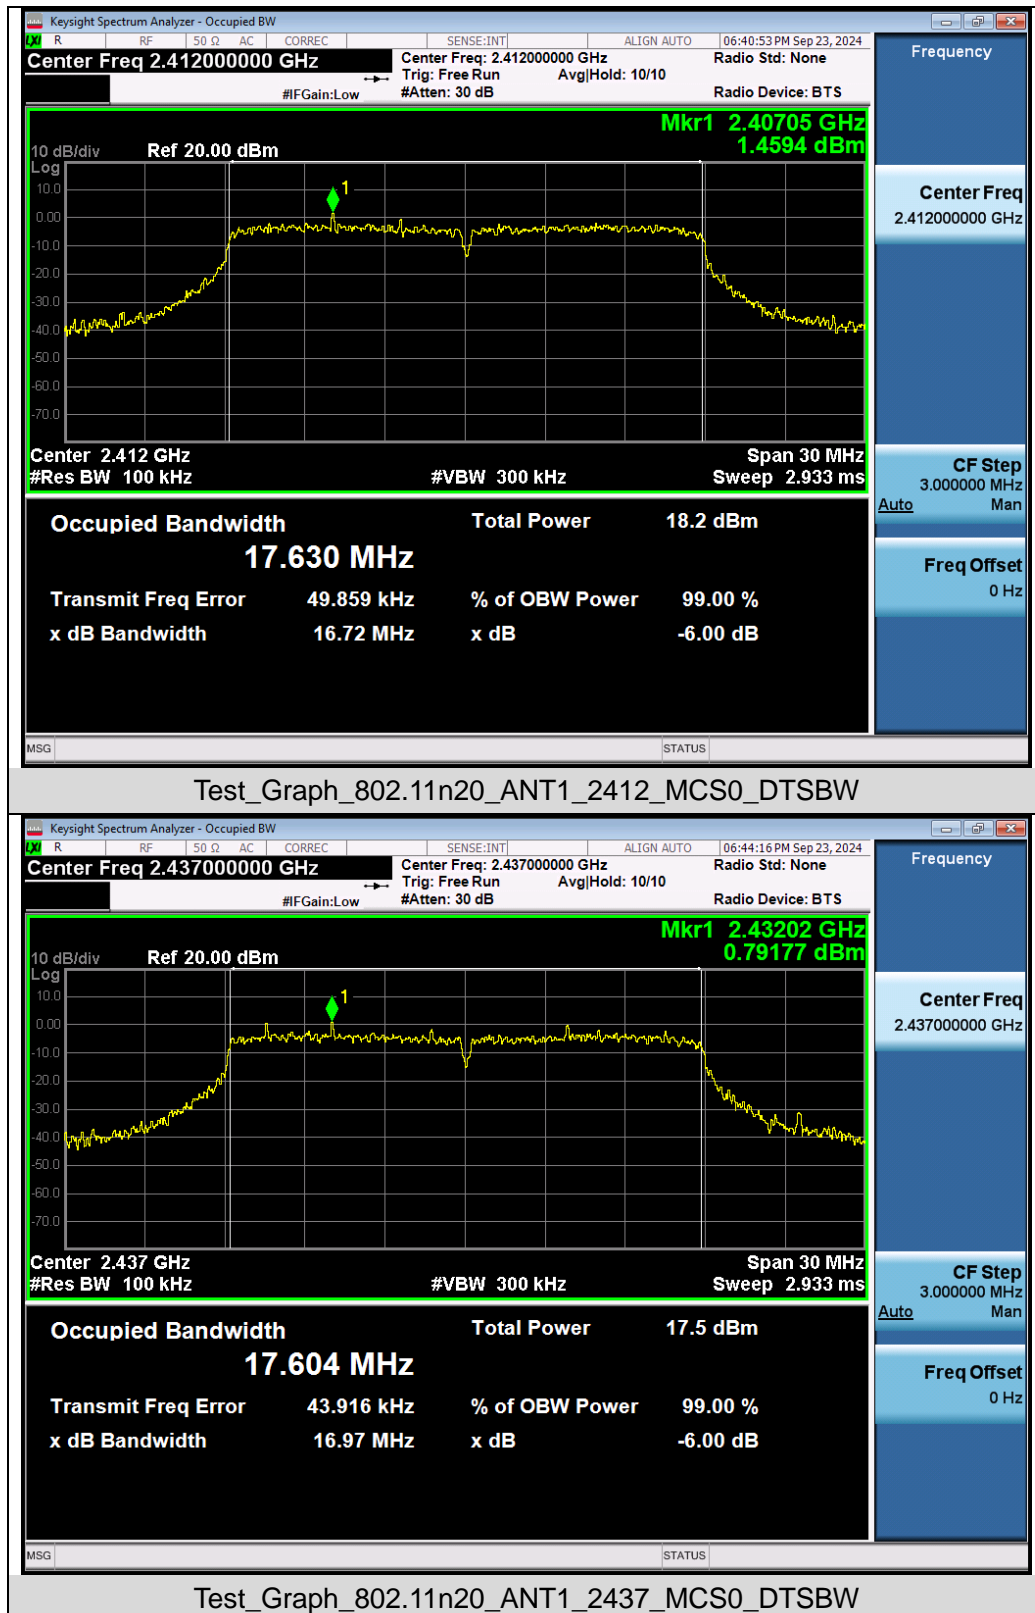 Keysight Spectrum Analyzer - Occupied BW
LXI R RF 50 Ω AC CORREC SENSE:INT ALIGN AUTO 06:40:53 PM Sep 23, 2024
Center Freq 2.412000000 GHz
Center Freq: 2.412000000 GHz Radio Std: None
Trig: Free Run Avg|Hold: 10/10
#IFGain:Low #Atten: 30 dB Radio Device: BTS
Frequency
Mkr1 2.40705 GHz
1.4594 dBm
10 dB/div Ref 20.00 dBm
Log
10.0
0.00
-10.0
-20.0
-30.0
-40.0
-50.0
-60.0
-70.0
1
Center 2.412 GHz Span 30 MHz
#Res BW 100 kHz #VBW 300 kHz Sweep 2.933 ms
Center Freq
2.412000000 GHz
CF Step
3.000000 MHz
Auto Man
Freq Offset
0 Hz
Occupied Bandwidth Total Power 18.2 dBm
17.630 MHz
Transmit Freq Error 49.859 kHz % of OBW Power 99.00 %
x dB Bandwidth 16.72 MHz x dB -6.00 dB
MSG STATUS
Test_Graph_802.11n20_ANT1_2412_MCS0_DTSBW
Keysight Spectrum Analyzer - Occupied BW
LXI R RF 50 Ω AC CORREC SENSE:INT ALIGN AUTO 06:44:16 PM Sep 23, 2024
Center Freq 2.437000000 GHz
Center Freq: 2.437000000 GHz Radio Std: None
Trig: Free Run Avg|Hold: 10/10
#IFGain:Low #Atten: 30 dB Radio Device: BTS
Frequency
Mkr1 2.43202 GHz
0.79177 dBm
10 dB/div Ref 20.00 dBm
Log
10.0
0.00
-10.0
-20.0
-30.0
-40.0
-50.0
-60.0
-70.0
1
Center 2.437 GHz Span 30 MHz
#Res BW 100 kHz #VBW 300 kHz Sweep 2.933 ms
Center Freq
2.437000000 GHz
CF Step
3.000000 MHz
Auto Man
Freq Offset
0 Hz
Occupied Bandwidth Total Power 17.5 dBm
17.604 MHz
Transmit Freq Error 43.916 kHz % of OBW Power 99.00 %
x dB Bandwidth 16.97 MHz x dB -6.00 dB
MSG STATUS
Test_Graph_802.11n20_ANT1_2437_MCS0_DTSBW